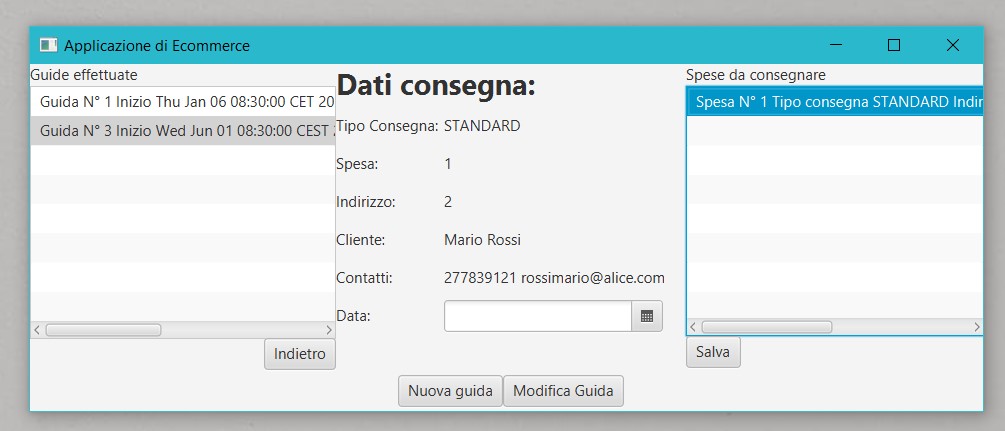 Applicazione di Ecommerce
Guide effettuate
Guida N° 1 Inizio Thu Jan 06 08:30:00 CET 20
Guida N° 3 Inizio Wed Jun 01 08:30:00 CEST
Indietro
Dati consegna:
Tipo Consegna: STANDARD
Spesa: 1
Indirizzo: 2
Cliente: Mario Rossi
Contatti: 277839121 rossimario@alice.com
Data:
Spese da consegnare
Spesa N° 1 Tipo consegna STANDARD Indir
Salva
Nuova guida Modifica Guida